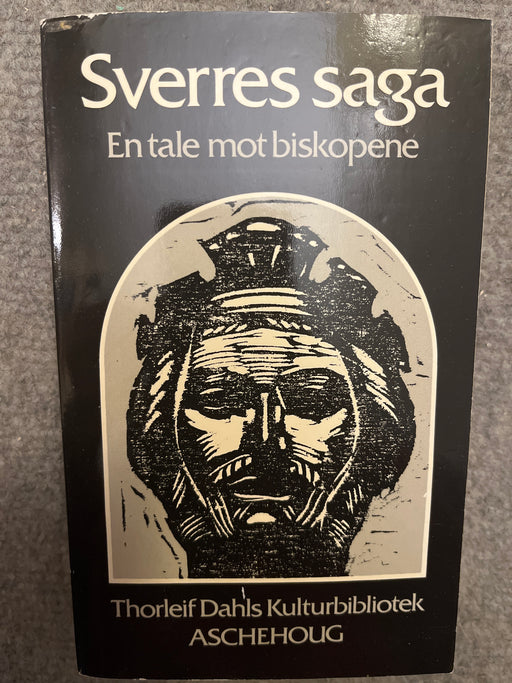 Sverres saga
En tale mot biskopene
Thorleif Dahls Kulturbibliotek
ASCHEHOUG